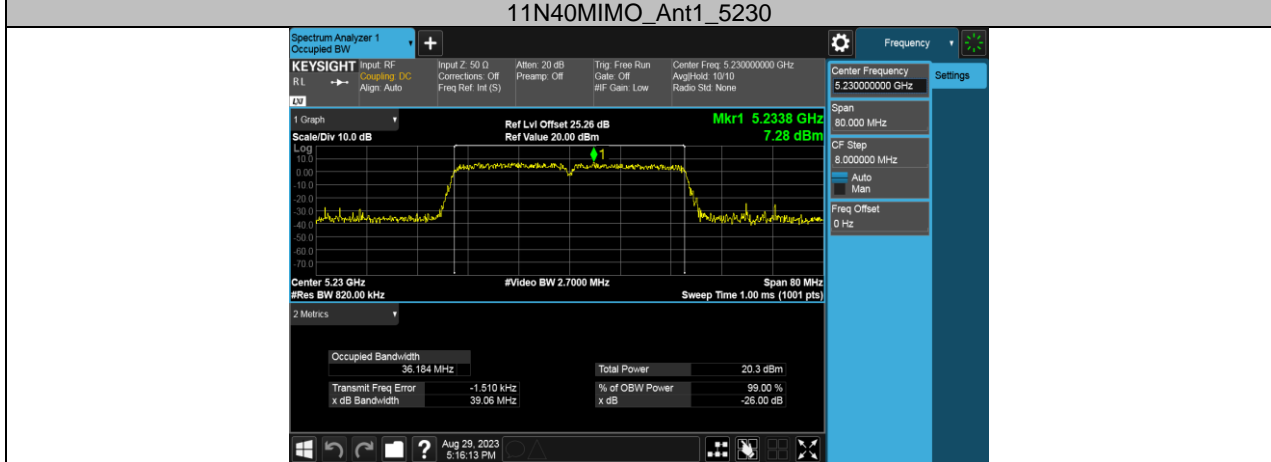 11N40MIMO_Ant1_5230
Spectrum Analyzer 1
Occupied BW
+
Frequency
KEYSIGHT
RL
LXI
Input: RF
Coupling: DC
Align: Auto
Input Z: 50 Ω
Corrections: Off
Freq Ref: Int (S)
Atten: 20 dB
Preamp: Off
Trig: Free Run
Gate: Off
#IF Gain: Low
Center Freq: 5.230000000 GHz
Avg|Hold: 10/10
Radio Std: None
Center Frequency
5.230000000 GHz
Settings
Span
80.000 MHz
CF Step
8.000000 MHz
Auto
Man
Freq Offset
0 Hz
1 Graph
Scale/Div 10.0 dB
Ref Lvl Offset 25.26 dB
Ref Value 20.00 dBm
Mkr1 5.2338 GHz
7.28 dBm
Log
10.0
0.00
-10.0
-20.0
-30.0
-40.0
-50.0
-60.0
-70.0
1
Center 5.23 GHz
#Video BW 2.7000 MHz
Span 80 MHz
#Res BW 820.00 kHz
Sweep Time 1.00 ms (1001 pts)
2 Metrics
Occupied Bandwidth
36.184 MHz
Total Power 20.3 dBm
Transmit Freq Error -1.510 kHz
% of OBW Power 99.00 %
x dB Bandwidth 39.06 MHz
x dB -26.00 dB
?
Aug 29, 2023
5:16:13 PM